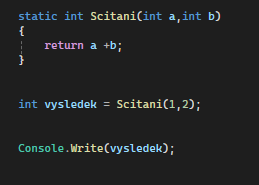 static int Scitani(int a,int b)
{
    return a +b;
}
int vysledek = Scitani(1,2);
Console.Write(vysledek);